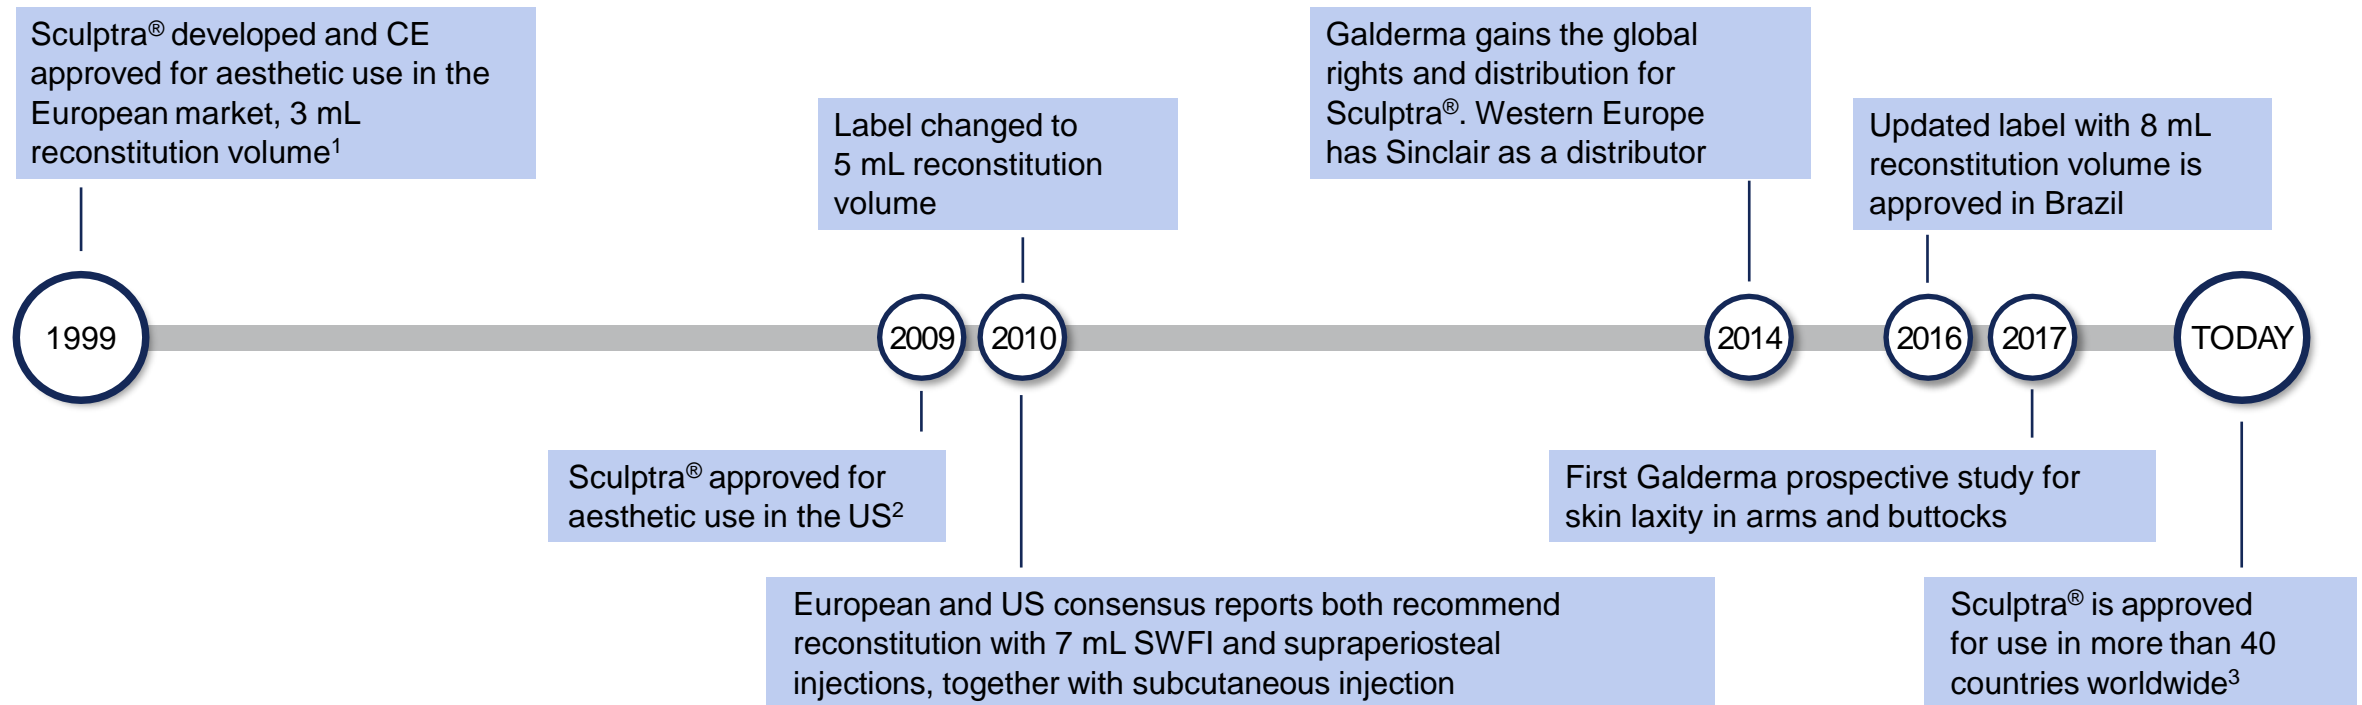 Sculptra® developed and CE
approved for aesthetic use in the
European market, 3 mL
reconstitution volume¹
Label changed to
5 mL reconstitution
volume
Galderma gains the global
rights and distribution for
Sculptra®. Western Europe
has Sinclair as a distributor
Updated label with 8 mL
reconstitution volume is
approved in Brazil
1999
2009
2010
2014
2016
2017
TODAY
Sculptra® approved for
aesthetic use in the US²
European and US consensus reports both recommend
reconstitution with 7 mL SWFI and supraperiosteal
injections, together with subcutaneous injection
First Galderma prospective study for
skin laxity in arms and buttocks
Sculptra® is approved
for use in more than 40
countries worldwide³